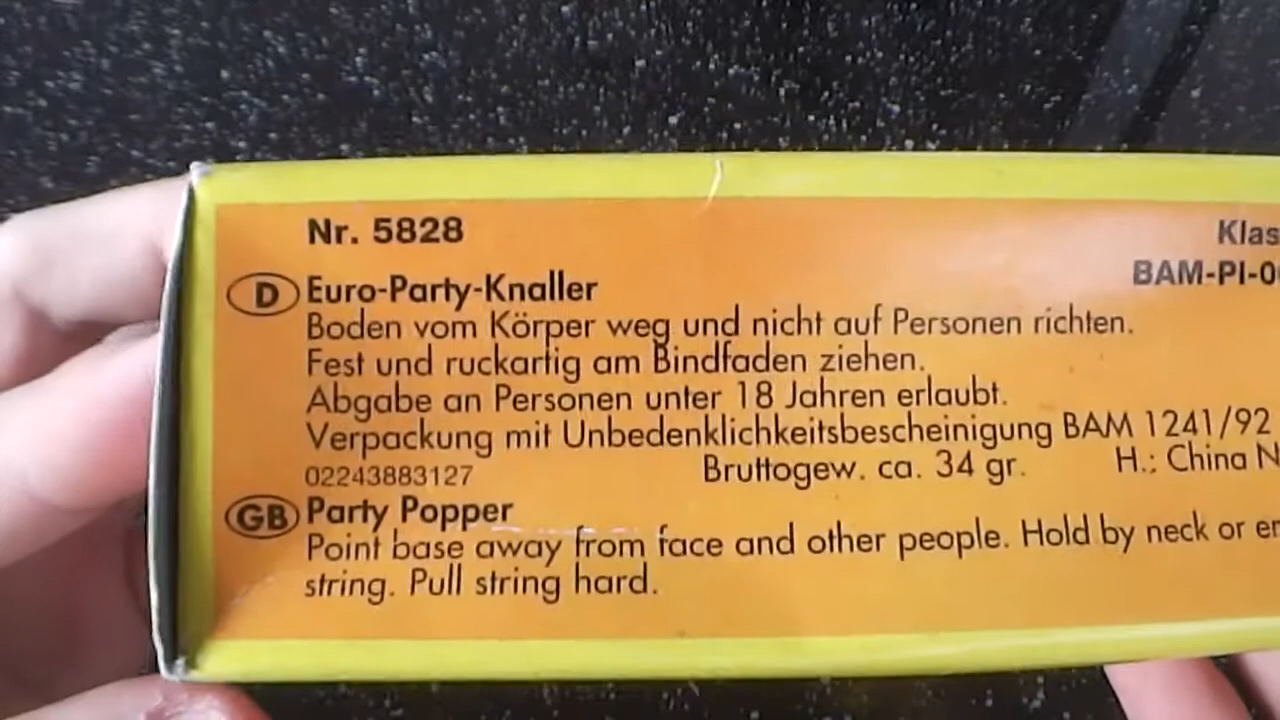 Nr. 5828 Klas
BAM-PI-0
D Euro-Party-Knaller
Boden vom Körper weg und nicht auf Personen richten.
Fest und ruckartig am Bindfaden ziehen.
Abgabe an Personen unter 18 Jahren erlaubt.
Verpackung mit Unbedenklichkeitsbescheinigung BAM 1241/92
02243883127 Bruttogew. ca. 34 gr. H.: China N
GB Party Popper
Point base away from face and other people. Hold by neck or
string. Pull string hard.